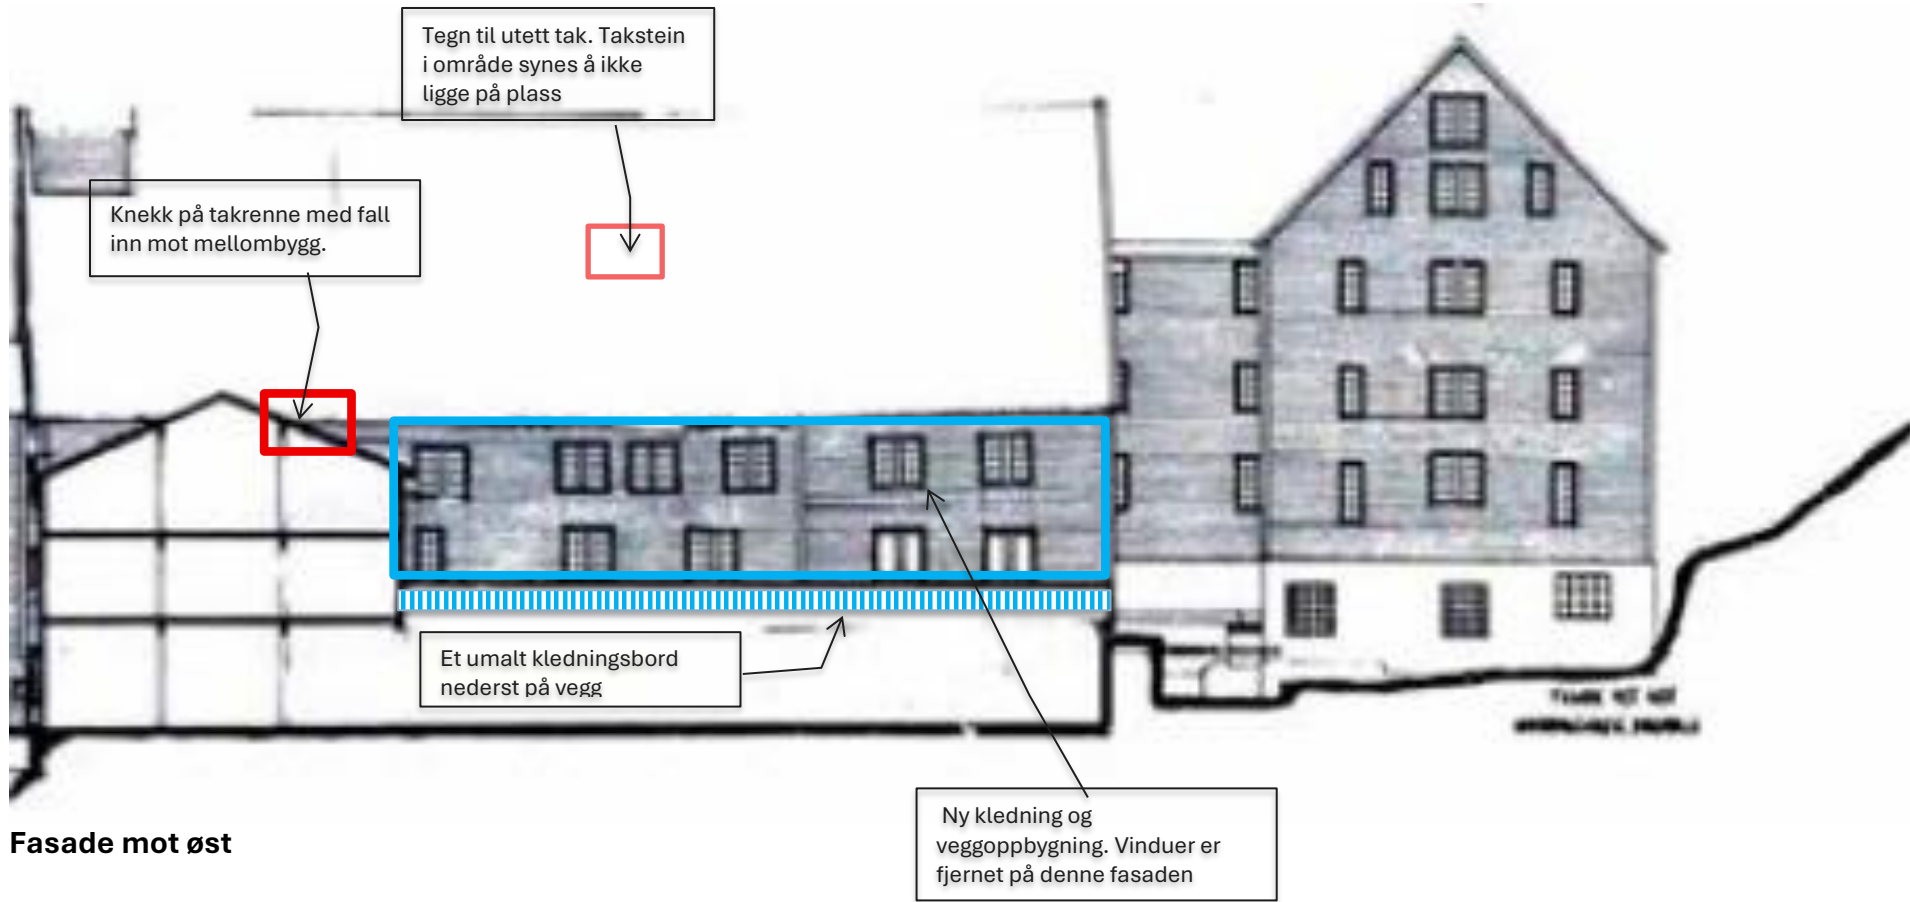 Tegn til utett tak. Takstein
i område synes å ikke
ligge på plass
Knekk på takrenne med fall
inn mot mellombygg.
Et umalt kledningsbord
nederst på vegg
Ny kledning og
veggoppbygning. Vinduer er
fjernet på denne fasaden
Fasade mot øst